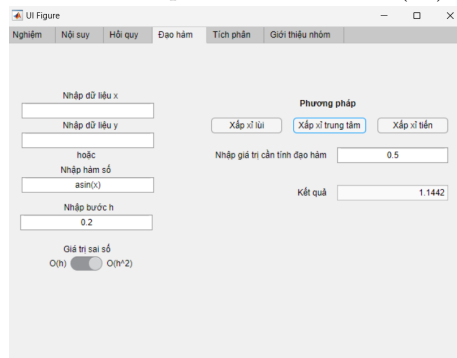 UI Figure
Nghiệm Nội suy Hồi quy Đạo hàm Tích phân Giới thiệu nhóm
Nhập dữ liệu x
Nhập dữ liệu y
hoặc
Nhập hàm số
asin(x)
Nhập bước h
0.2
Giá trị sai số
O(h) O(h^2)
Phương pháp
Xấp xỉ lùi Xấp xỉ trung tâm Xấp xỉ tiến
Nhập giá trị cần tính đạo hàm 0.5
Kết quả 1.1442